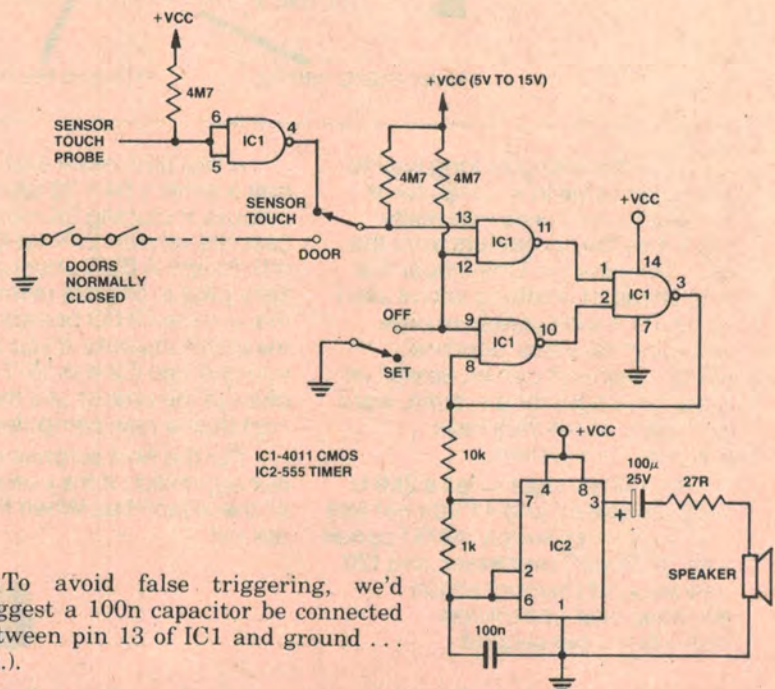 +VCC
4M7
SENSOR
TOUCH
PROBE
6
5
IC1
4
+VCC (5V TO 15V)
4M7
4M7
SENSOR
TOUCH
DOOR
DOORS
NORMALLY
CLOSED
13
12
IC1
11
+VCC
14
1
2
IC1
3
7
OFF
SET
9
8
IC1
10
IC1-4011 CMOS
IC2-555 TIMER
10k
1k
100n
+VCC
4
8
7
2
6
IC2
3
1
100μ
25V
+
27R
SPEAKER
To avoid false triggering, we'd
suggest a 100n capacitor be connected
between pin 13 of IC1 and ground ...
.).